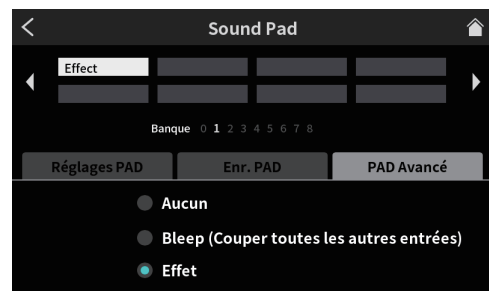 Sound Pad
Effect
Banque 0 1 2 3 4 5 6 7 8
Réglages PAD Enr. PAD PAD Avancé
Aucun
Bleep (Couper toutes les autres entrées)
Effet